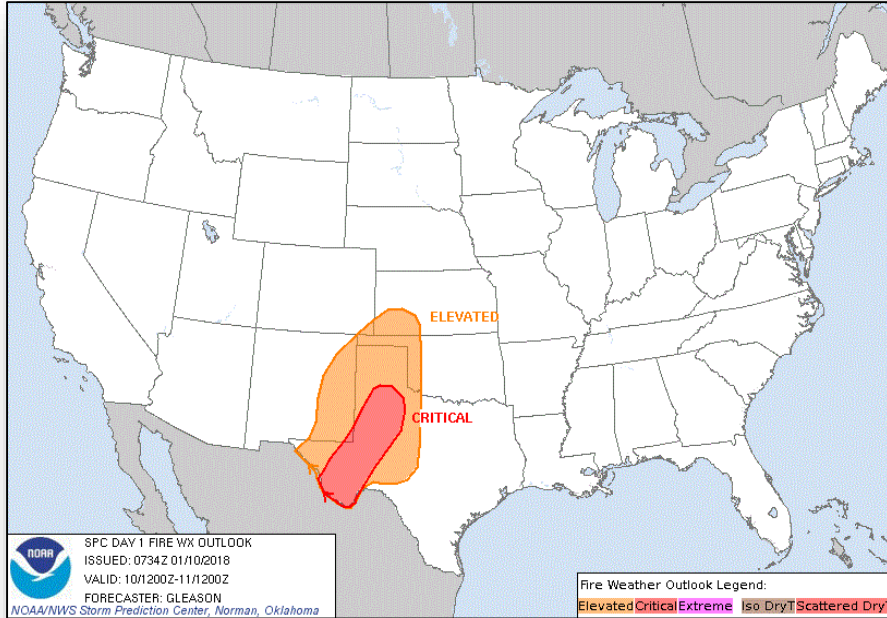 ELEVATED
CRITICAL
NOAA
SPC DAY 1 FIRE WX OUTLOOK
ISSUED: 0734Z 01/10/2018
VALID: 10/1200Z-11/1200Z
FORECASTER: GLEASON
NOAA/NWS Storm Prediction Center, Norman, Oklahoma
Fire Weather Outlook Legend:
Elevated Critical Extreme Iso DryT Scattered DryT